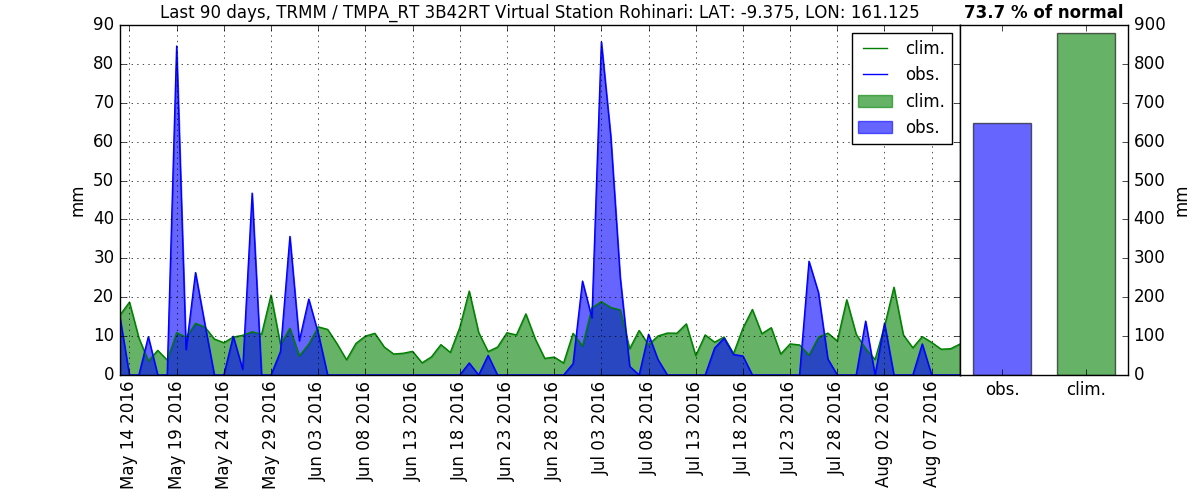 Last 90 days, TRMM / TMPA_RT 3B42RT Virtual Station Rohinari: LAT: -9.375, LON: 161.125
73.7 % of normal
90
80
70
60
50
40
30
20
10
0
mm
clim.
obs.
clim.
obs.
900
800
700
600
500
400
300
200
100
0
mm
May 14 2016
May 19 2016
May 24 2016
May 29 2016
Jun 03 2016
Jun 08 2016
Jun 13 2016
Jun 18 2016
Jun 23 2016
Jun 28 2016
Jul 03 2016
Jul 08 2016
Jul 13 2016
Jul 18 2016
Jul 23 2016
Jul 28 2016
Aug 02 2016
Aug 07 2016
obs.
clim.